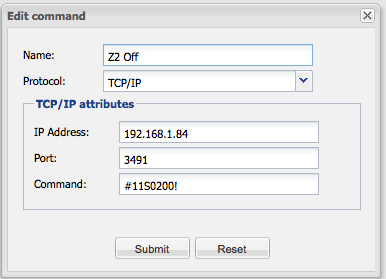 Edit command
Name: Z2 Off
Protocol: TCP/IP
TCP/IP attributes
IP Address: 192.168.1.84
Port: 3491
Command: #11S0200!
Submit Reset